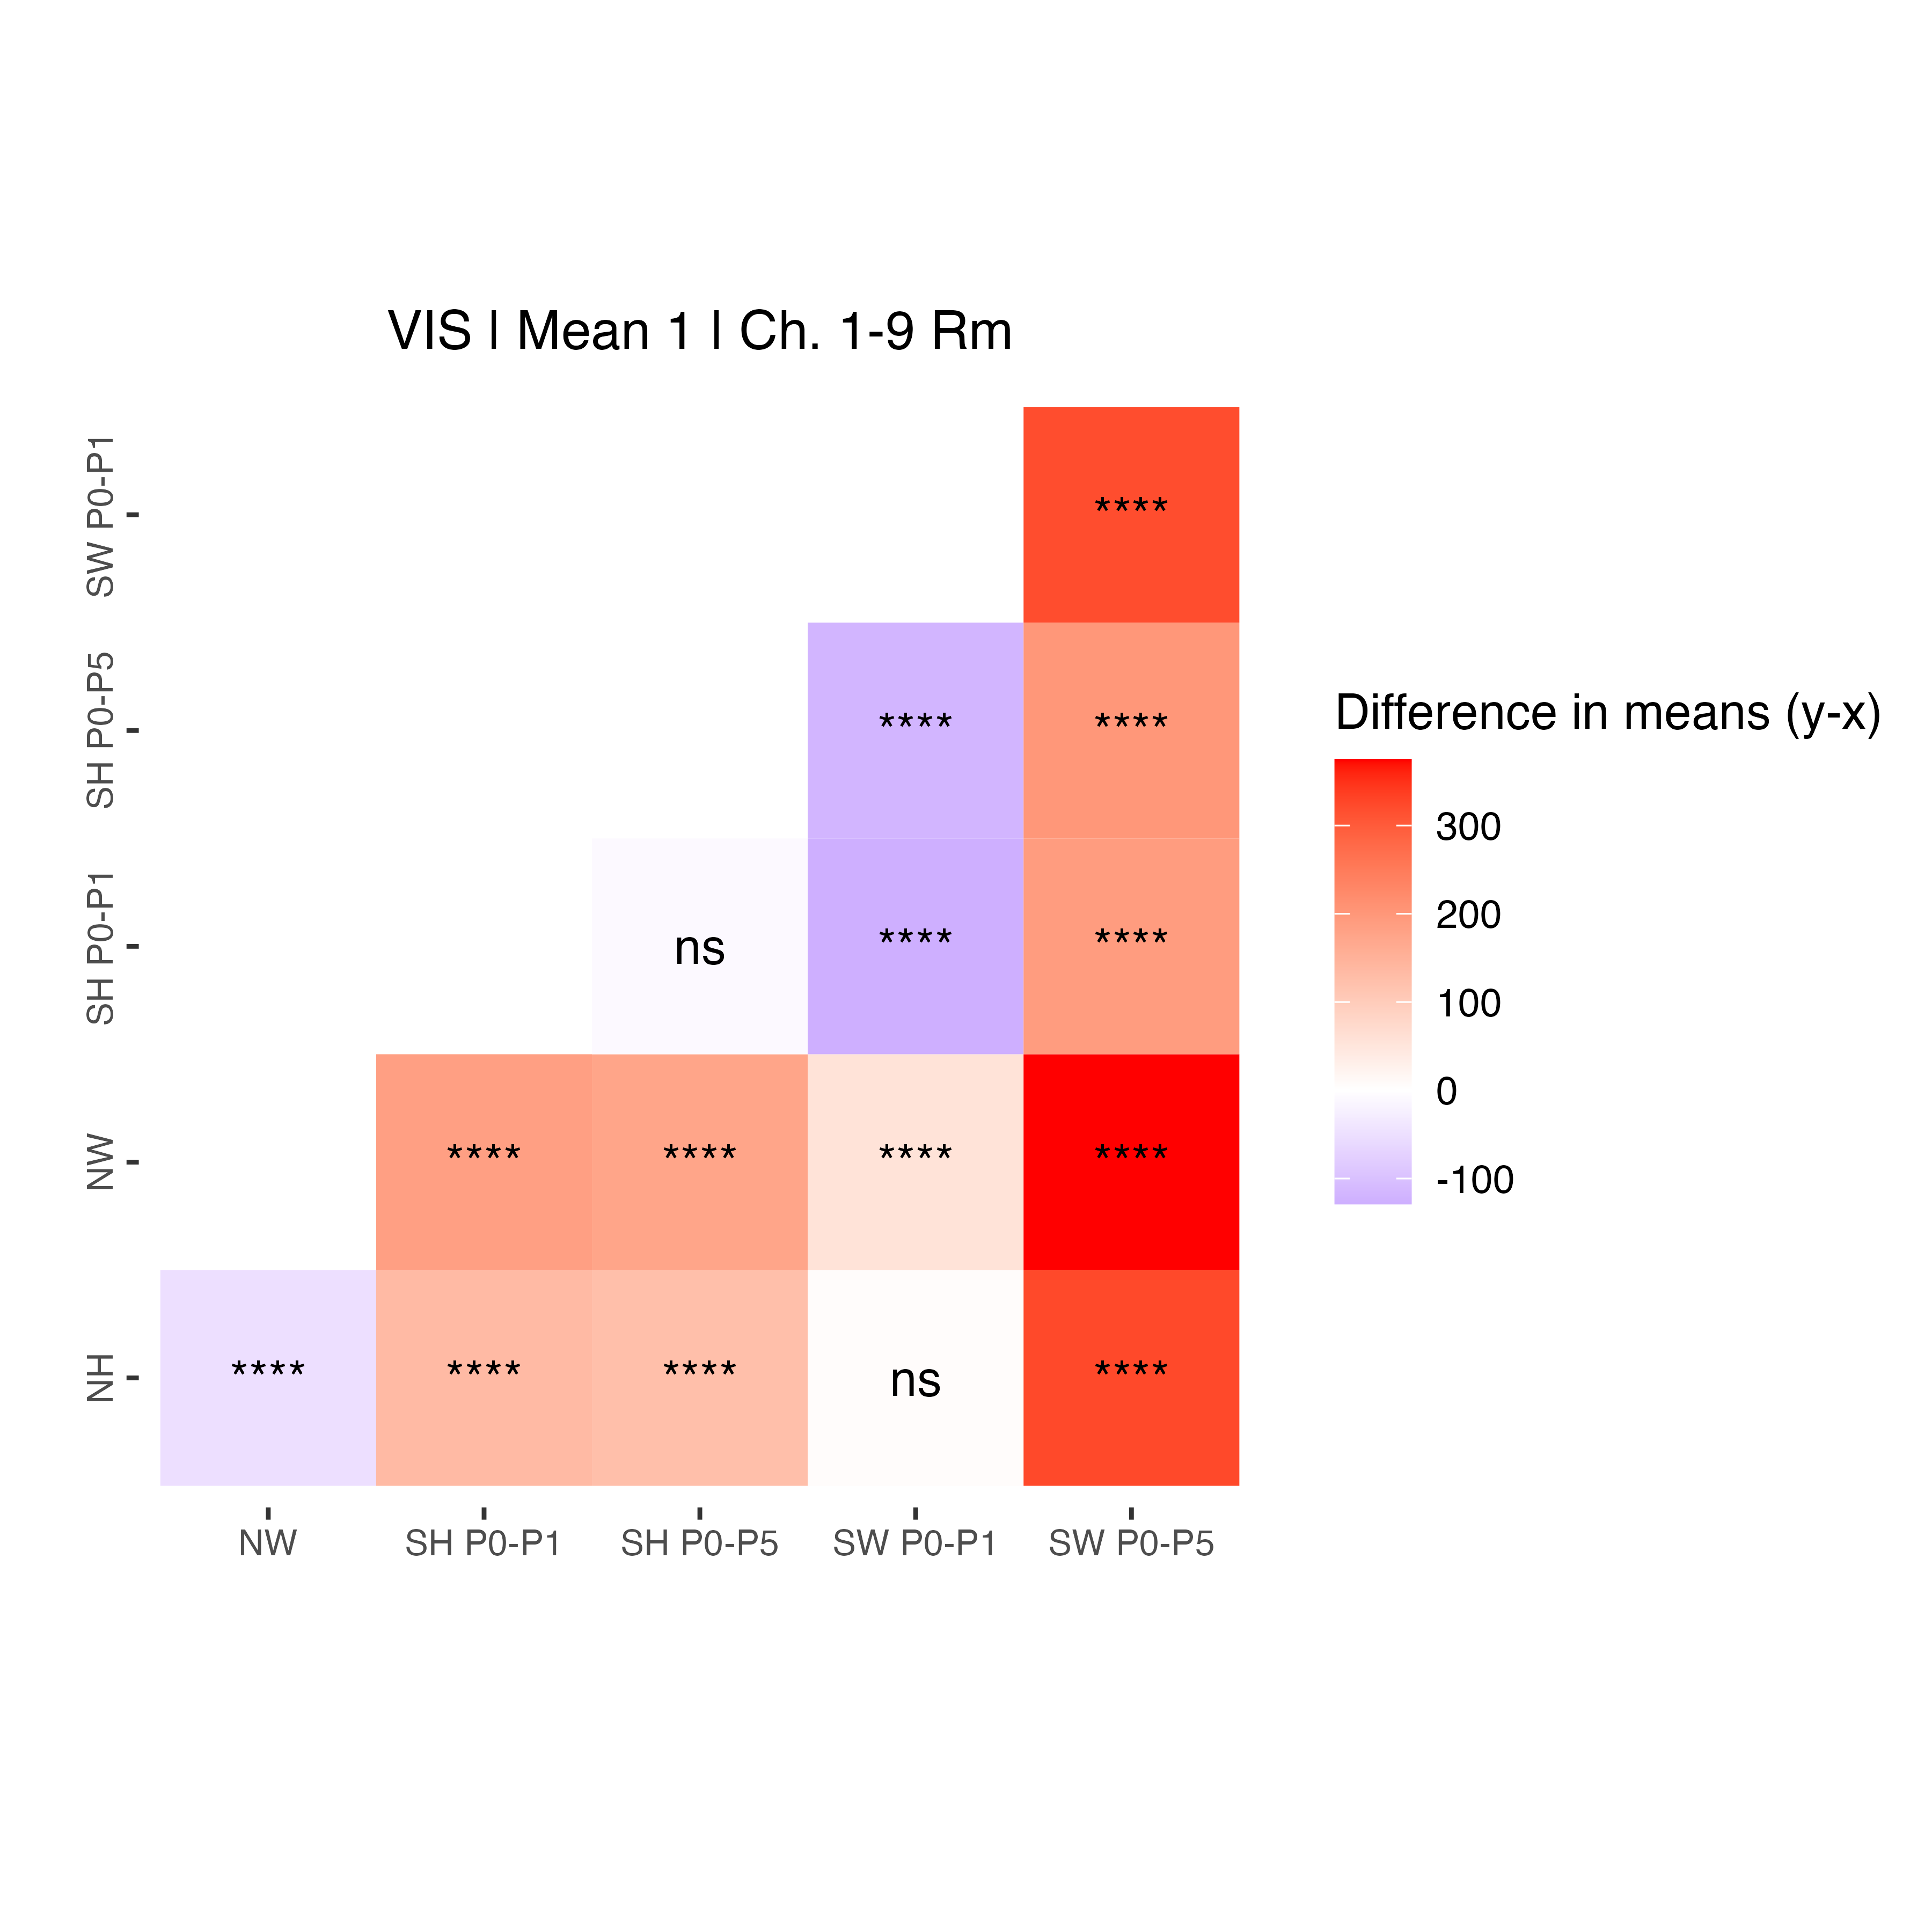 VIS | Mean 1 | Ch. 1-9 Rm
SW P0-P1
****
SH P0-P5
**** ****
SH P0-P1
ns **** ****
NW
**** **** **** ****
NH
**** **** **** ns ****
NW SH P0-P1 SH P0-P5 SW P0-P1 SW P0-P5
Difference in means (y-x)
300
200
100
0
-100